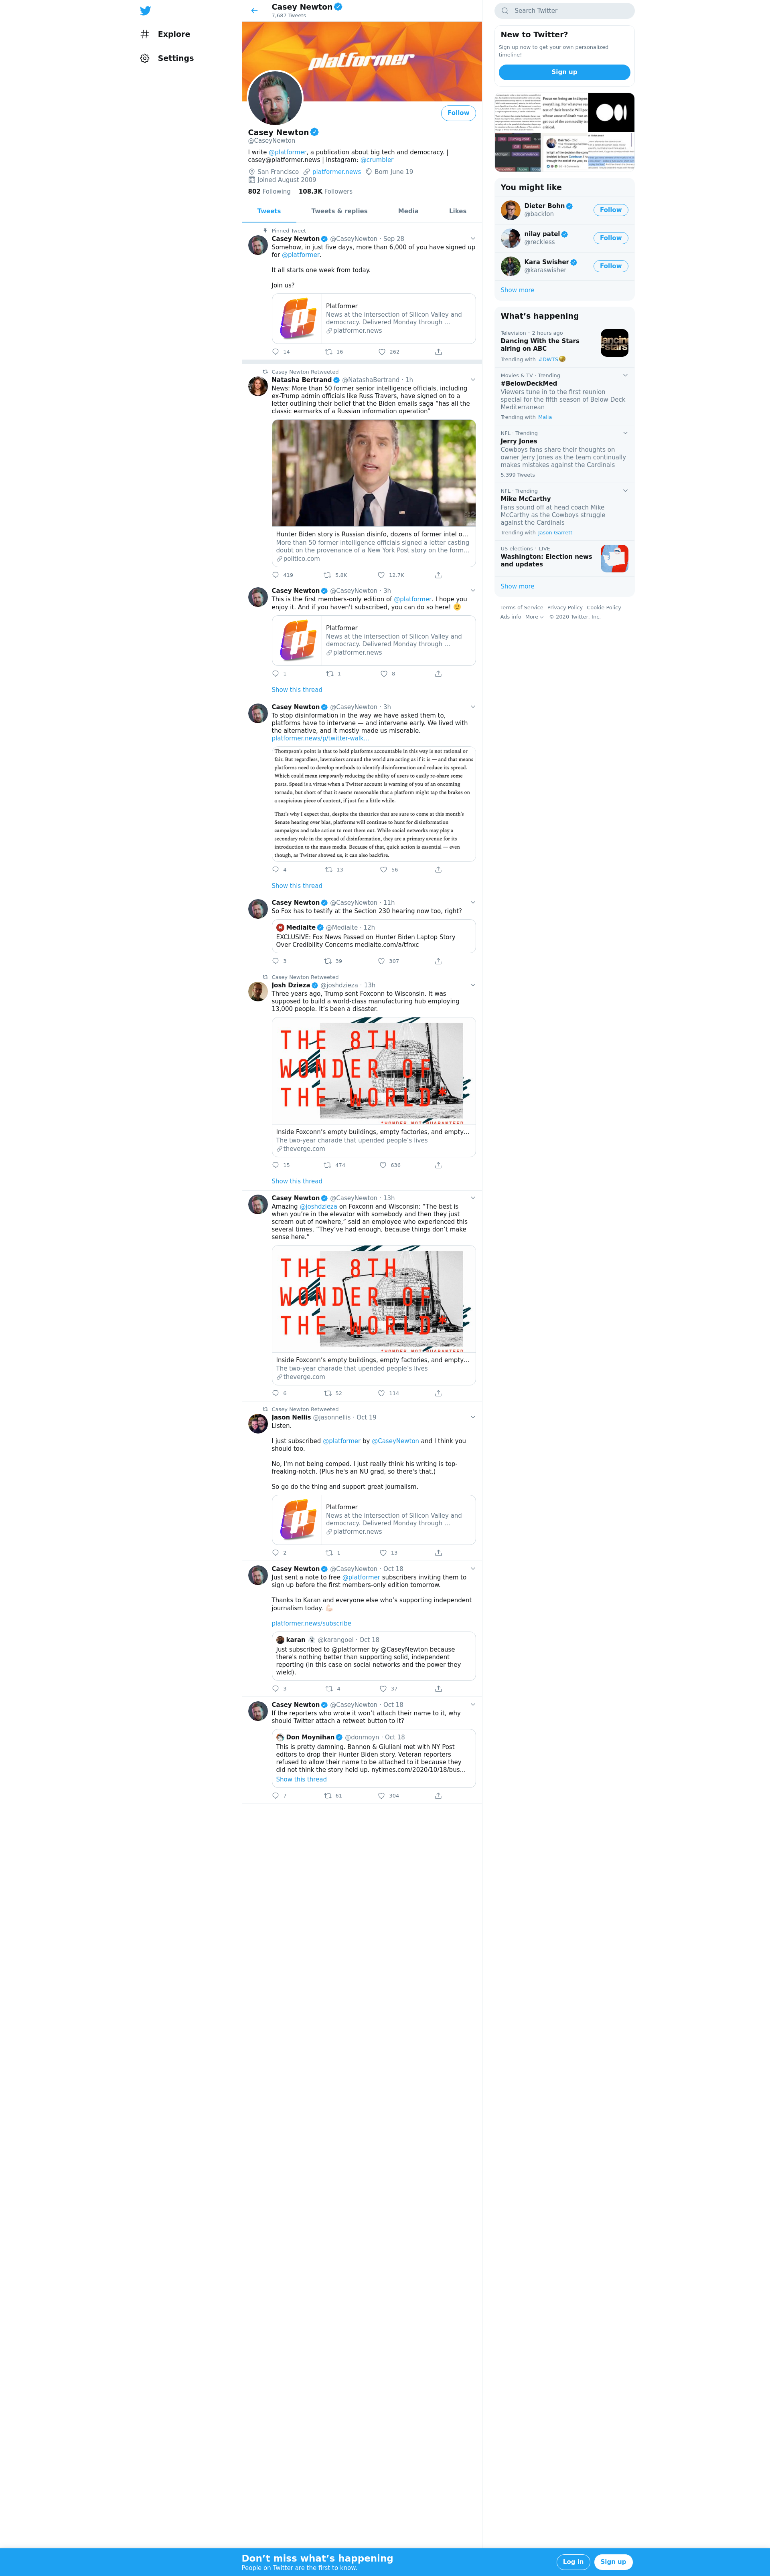 Explore
Settings
Casey Newton
7,687 Tweets
platformer
Follow
Casey Newton
@CaseyNewton
I write @platformer, a publication about big tech and democracy. |
casey@platformer.news | instagram: @crumbler
San Francisco platformer.news Born June 19
Joined August 2009
802 Following 108.3K Followers
Tweets Tweets & replies Media Likes
Pinned Tweet
Casey Newton @CaseyNewton · Sep 28
Somehow, in just five days, more than 6,000 of you have signed up
for @platformer.
It all starts one week from today.
Join us?
Platformer
News at the intersection of Silicon Valley and
democracy. Delivered Monday through ...
platformer.news
14 16 262
Casey Newton Retweeted
Natasha Bertrand @NatashaBertrand · 1h
News: More than 50 former senior intelligence officials, including
ex-Trump admin officials like Russ Travers, have signed on to a
letter outlining their belief that the Biden emails saga “has all the
classic earmarks of a Russian information operation”
Hunter Biden story is Russian disinfo, dozens of former intel o...
More than 50 former intelligence officials signed a letter casting
doubt on the provenance of a New York Post story on the form...
politico.com
419 5.8K 12.7K
Casey Newton @CaseyNewton · 3h
This is the first members-only edition of @platformer. I hope you
enjoy it. And if you haven't subscribed, you can do so here! 😊
Platformer
News at the intersection of Silicon Valley and
democracy. Delivered Monday through ...
platformer.news
1 1 8
Show this thread
Casey Newton @CaseyNewton · 3h
To stop disinformation in the way we have asked them to,
platforms have to intervene — and intervene early. We lived with
the alternative, and it mostly made us miserable.
platformer.news/p/twitter-walk...
Thompson's point is that to hold platforms accountable in this way is not rational or
fair. But regardless, lawmakers around the world are acting as if it is — and that means
platforms need to develop methods to identify disinformation and reduce its spread.
Which could mean temporarily reducing the ability of users to easily re-share some
posts. Speed is a virtue when a Twitter account is warning of you an oncoming
tornado, but short of that it seems reasonable that a platform might tap the brakes on
a suspicious piece of content, if just for a little while.
That's why I expect that, despite the theatrics that are sure to come at this month's
Senate hearing over bias, platforms will continue to hunt for disinformation
campaigns and take action to root them out. While social networks may play a
secondary role in the spread of disinformation, they are a primary avenue for its
introduction to the mass media. Because of that, quick action is essential — even
though, as Twitter showed us, it can also backfire.
4 13 56
Show this thread
Casey Newton @CaseyNewton · 11h
So Fox has to testify at the Section 230 hearing now too, right?
Mediaite @Mediaite · 12h
EXCLUSIVE: Fox News Passed on Hunter Biden Laptop Story
Over Credibility Concerns mediaite.com/a/tfnxc
3 39 307
Casey Newton Retweeted
Josh Dzieza @joshdzieza · 13h
Three years ago, Trump sent Foxconn to Wisconsin. It was
supposed to build a world-class manufacturing hub employing
13,000 people. It's been a disaster.
THE 8TH
WONDER OF
THE WORLD*
*WONDER NOT GUARANTEED
Inside Foxconn's empty buildings, empty factories, and empty...
The two-year charade that upended people's lives
theverge.com
15 474 636
Show this thread
Casey Newton @CaseyNewton · 13h
Amazing @joshdzieza on Foxconn and Wisconsin: “The best is
when you're in the elevator with somebody and then they just
scream out of nowhere,” said an employee who experienced this
several times. “They've had enough, because things don't make
sense here.”
THE 8TH
WONDER OF
THE WORLD*
*WONDER NOT GUARANTEED
Inside Foxconn's empty buildings, empty factories, and empty...
The two-year charade that upended people's lives
theverge.com
6 52 114
Casey Newton Retweeted
Jason Nellis @jasonnellis · Oct 19
Listen.
I just subscribed @platformer by @CaseyNewton and I think you
should too.
No, I'm not being comped. I just really think his writing is top-
freaking-notch. (Plus he's an NU grad, so there's that.)
So go do the thing and support great journalism.
Platformer
News at the intersection of Silicon Valley and
democracy. Delivered Monday through ...
platformer.news
2 1 13
Casey Newton @CaseyNewton · Oct 18
Just sent a note to free @platformer subscribers inviting them to
sign up before the first members-only edition tomorrow.
Thanks to Karan and everyone else who's supporting independent
journalism today. 💪🏻
platformer.news/subscribe
karan @karangoel · Oct 18
Just subscribed to @platformer by @CaseyNewton because
there's nothing better than supporting solid, independent
reporting (in this case on social networks and the power they
wield).
3 4 37
Casey Newton @CaseyNewton · Oct 18
If the reporters who wrote it won't attach their name to it, why
should Twitter attach a retweet button to it?
Don Moynihan @donmoyn · Oct 18
This is pretty damning. Bannon & Giuliani met with NY Post
editors to drop their Hunter Biden story. Veteran reporters
refused to allow their name to be attached to it because they
did not think the story held up. nytimes.com/2020/10/18/bus...
Show this thread
7 61 304
Search Twitter
New to Twitter?
Sign up now to get your own personalized
timeline!
Sign up
You might like
Dieter Bohn
@backlon
Follow
nilay patel
@reckless
Follow
Kara Swisher
@karaswisher
Follow
Show more
What's happening
Television · 2 hours ago
Dancing With the Stars
airing on ABC
Trending with #DWTS
Movies & TV · Trending
#BelowDeckMed
Viewers tune in to the first reunion
special for the fifth season of Below Deck
Mediterranean
Trending with Malia
NFL · Trending
Jerry Jones
Cowboys fans share their thoughts on
owner Jerry Jones as the team continually
makes mistakes against the Cardinals
5,399 Tweets
NFL · Trending
Mike McCarthy
Fans sound off at head coach Mike
McCarthy as the Cowboys struggle
against the Cardinals
Trending with Jason Garrett
US elections · LIVE
Washington: Election news
and updates
Show more
Terms of Service Privacy Policy Cookie Policy
Ads info More © 2020 Twitter, Inc.
Don't miss what's happening
People on Twitter are the first to know.
Log in
Sign up